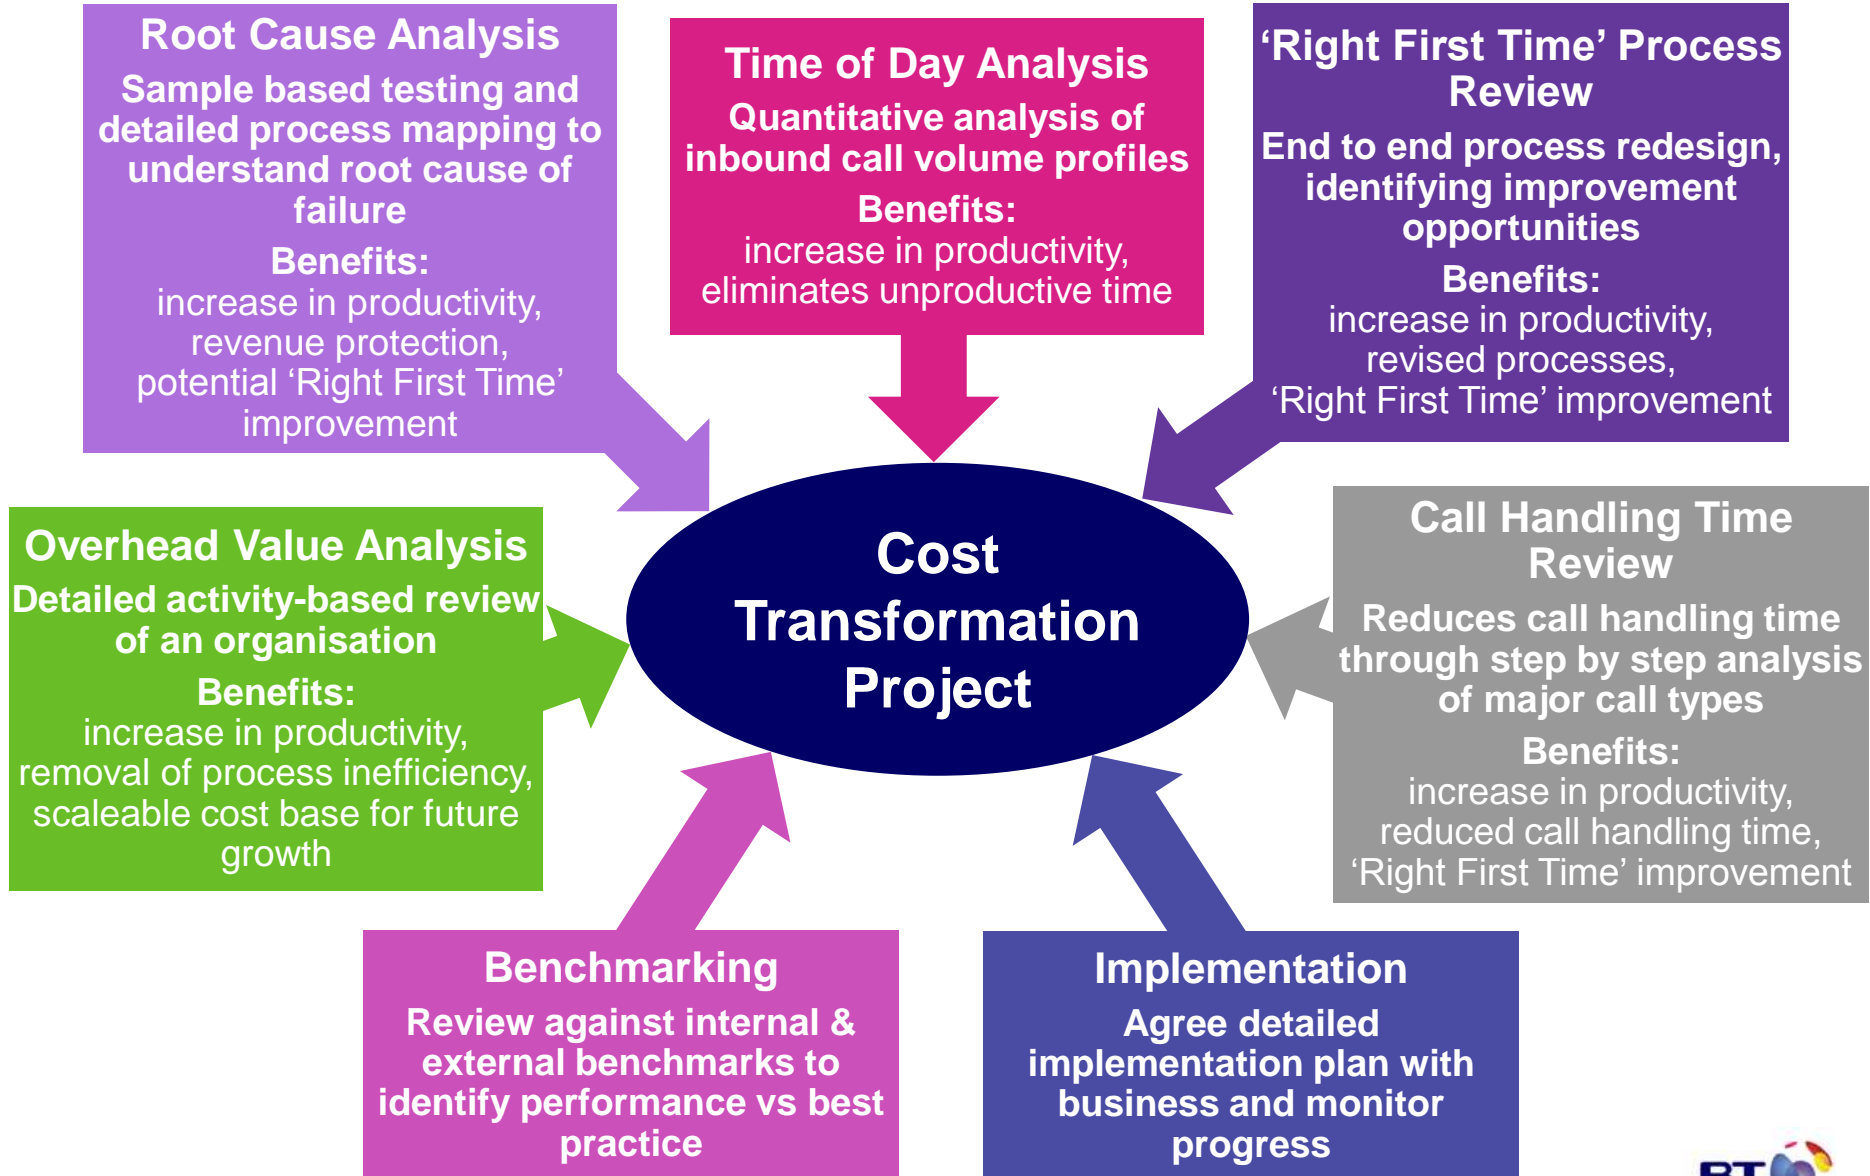 Root Cause Analysis
Sample based testing and
detailed process mapping to
understand root cause of
failure
Benefits:
increase in productivity,
revenue protection,
potential ‘Right First Time’
improvement
Time of Day Analysis
Quantitative analysis of
inbound call volume profiles
Benefits:
increase in productivity,
eliminates unproductive time
‘Right First Time’ Process
Review
End to end process redesign,
identifying improvement
opportunities
Benefits:
increase in productivity,
revised processes,
‘Right First Time’ improvement
Overhead Value Analysis
Detailed activity-based review
of an organisation
Benefits:
increase in productivity,
removal of process inefficiency,
scaleable cost base for future
growth
Cost
Transformation
Project
Call Handling Time
Review
Reduces call handling time
through step by step analysis
of major call types
Benefits:
increase in productivity,
reduced call handling time,
‘Right First Time’ improvement
Benchmarking
Review against internal &
external benchmarks to
identify performance vs best
practice
Implementation
Agree detailed
implementation plan with
business and monitor
progress
BT